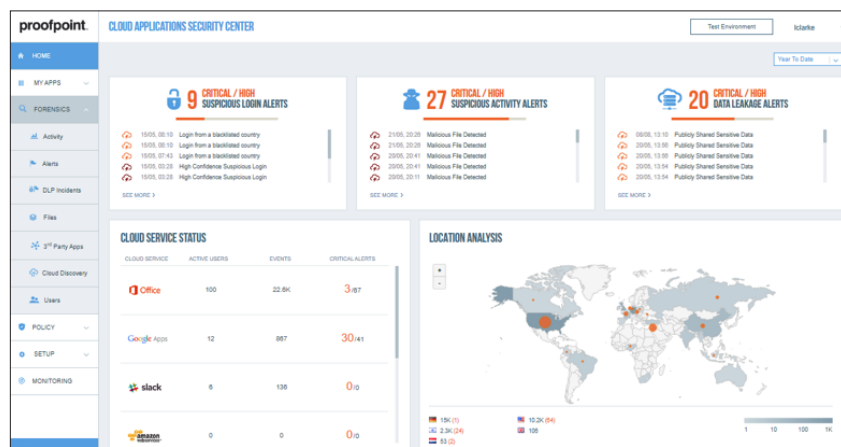 proofpoint.
CLOUD APPLICATIONS SECURITY CENTER
Test Environment
lclarke
HOME
MY APPS
FORENSICS
Activity
Alerts
DLP Incidents
Files
3rd Party Apps
Cloud Discovery
Users
POLICY
SETUP
MONITORING
Year To Date
9 CRITICAL / HIGH
SUSPICIOUS LOGIN ALERTS
15/05, 08:10 Login from a blacklisted country
15/05, 08:10 Login from a blacklisted country
15/05, 07:43 Login from a blacklisted country
15/05, 03:29 High Confidence Suspicious Login
15/05, 03:28 High Confidence Suspicious Login
SEE MORE >
27 CRITICAL / HIGH
SUSPICIOUS ACTIVITY ALERTS
21/05, 20:26 Malicious File Detected
21/05, 20:26 Malicious File Detected
20/05, 20:41 Malicious File Detected
20/05, 20:41 Malicious File Detected
20/05, 20:11 Malicious File Detected
SEE MORE >
20 CRITICAL / HIGH
DATA LEAKAGE ALERTS
13:10 Publicly Shared Sensitive Data
20/05, 13:56 Publicly Shared Sensitive Data
20/05, 13:55 Publicly Shared Sensitive Data
20/05, 13:54 Publicly Shared Sensitive Data
20/05, 13:54 Publicly Shared Sensitive Data
SEE MORE >
CLOUD SERVICE STATUS
CLOUD SERVICE ACTIVE USERS EVENTS CRITICAL ALERTS
Office 100 22.6K 3/67
Google Apps 12 867 30/41
slack 6 136 0/0
amazon webservices 0 0 0/0
LOCATION ANALYSIS
+
-
15K (1) 10.2K (54)
2.3K (24) 106
53 (2)
1 10 100 1K